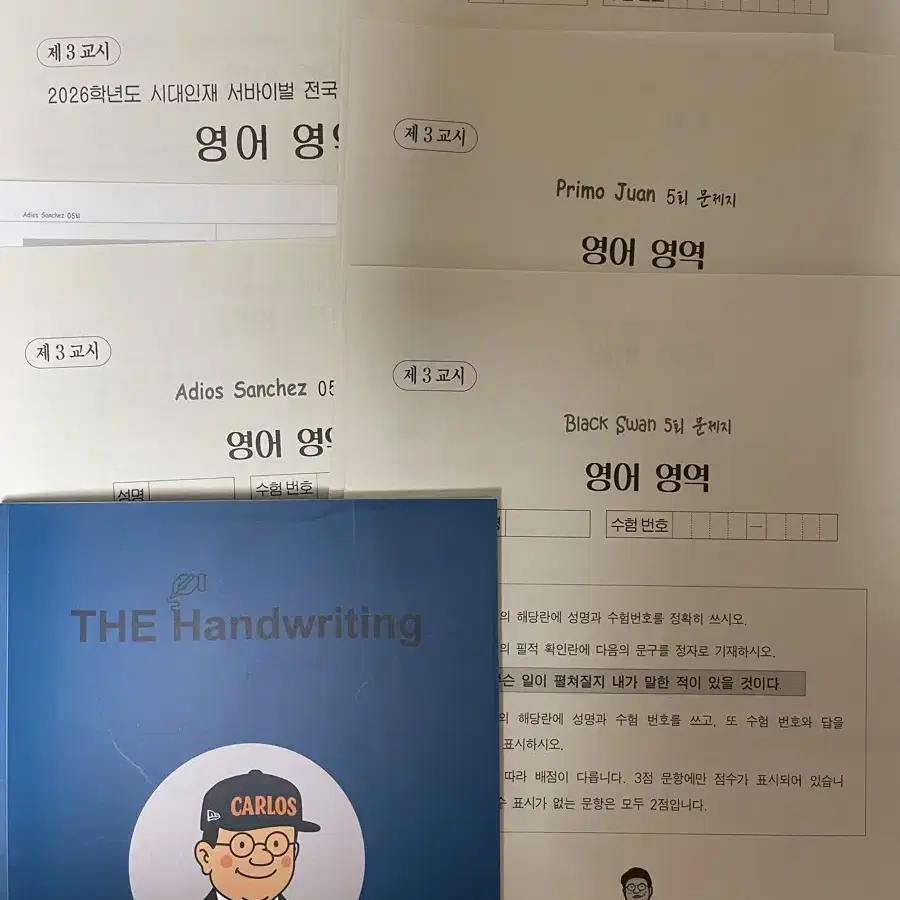 제 3 교시
2026학년도 시대인재 서바이벌 전국
영어
Adios Sanchez 05회
제 3 교시
Adios Sanchez
영어
성명
수험 번호
제 3 교시
Primo Juan 5회 문제지
영어 영역
제 3 교시
Black Swan 5회 문제지
영어 영역
수험 번호
—
의 해당란에 성명과 수험번호를 정확히 쓰시오.
의 필적 확인란에 다음의 문구를 정자로 기재하시오.
일이 펼쳐질지 내가 말한 적이 있을 것이다.
의 해당란에 성명과 수험 번호를 쓰고, 또 수험 번호와 답을
표시하시오.
따라 배점이 다릅니다. 3점 문항에만 점수가 표시되어 있습니
표시가 없는 문항은 모두 2점입니다.
THE Handwriting
CARLOS